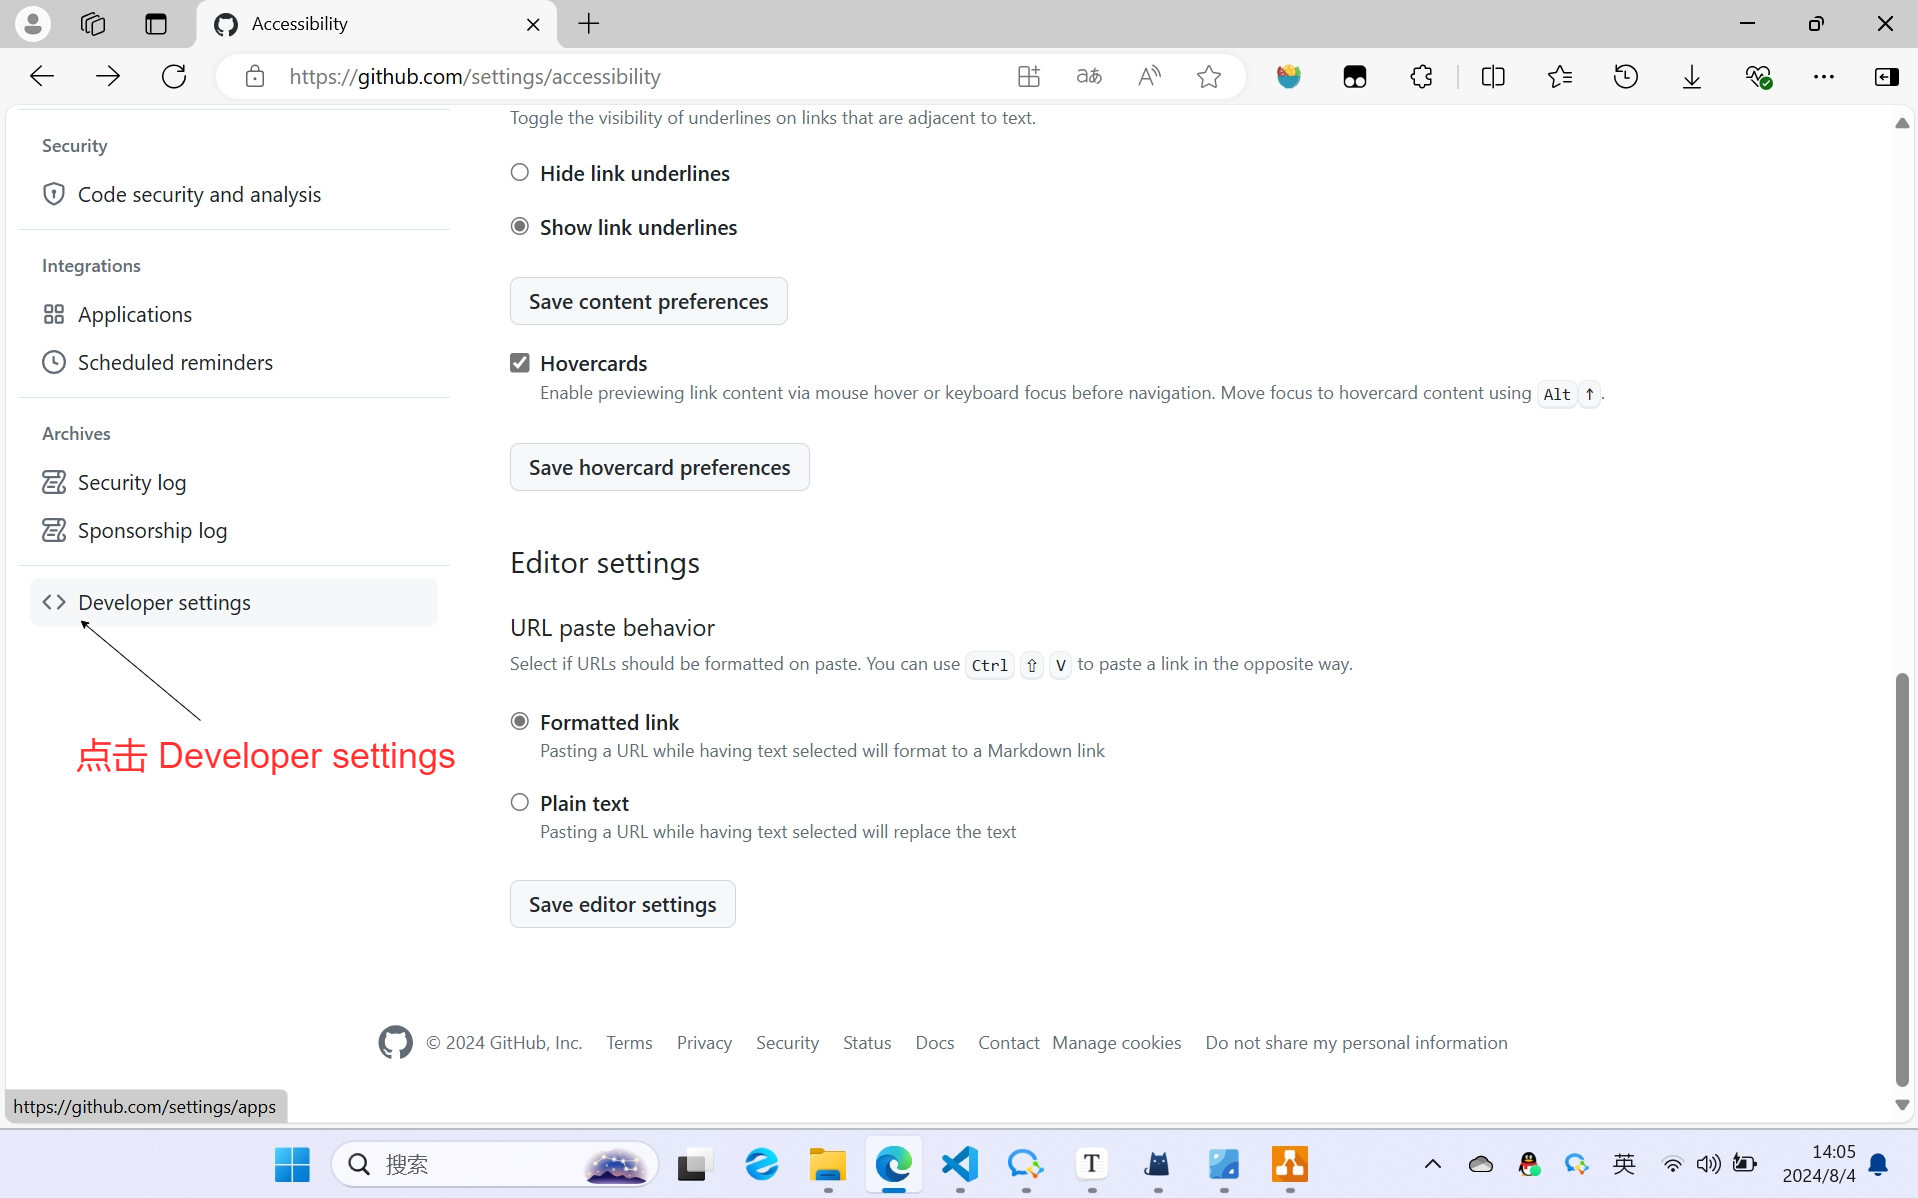 Accessibility
https://github.com/settings/accessibility
aあ
A
Toggle the visibility of underlines on links that are adjacent to text.
Security
Code security and analysis
Integrations
Applications
Scheduled reminders
Archives
Security log
Sponsorship log
Developer settings
点击 Developer settings
Hide link underlines
Show link underlines
Save content preferences
Hovercards
Enable previewing link content via mouse hover or keyboard focus before navigation. Move focus to hovercard content using Alt ↑.
Save hovercard preferences
Editor settings
URL paste behavior
Select if URLs should be formatted on paste. You can use Ctrl ⇧ V to paste a link in the opposite way.
Formatted link
Pasting a URL while having text selected will format to a Markdown link
Plain text
Pasting a URL while having text selected will replace the text
Save editor settings
© 2024 GitHub, Inc. Terms Privacy Security Status Docs Contact Manage cookies Do not share my personal information
https://github.com/settings/apps
搜索
T
英
14:05
2024/8/4